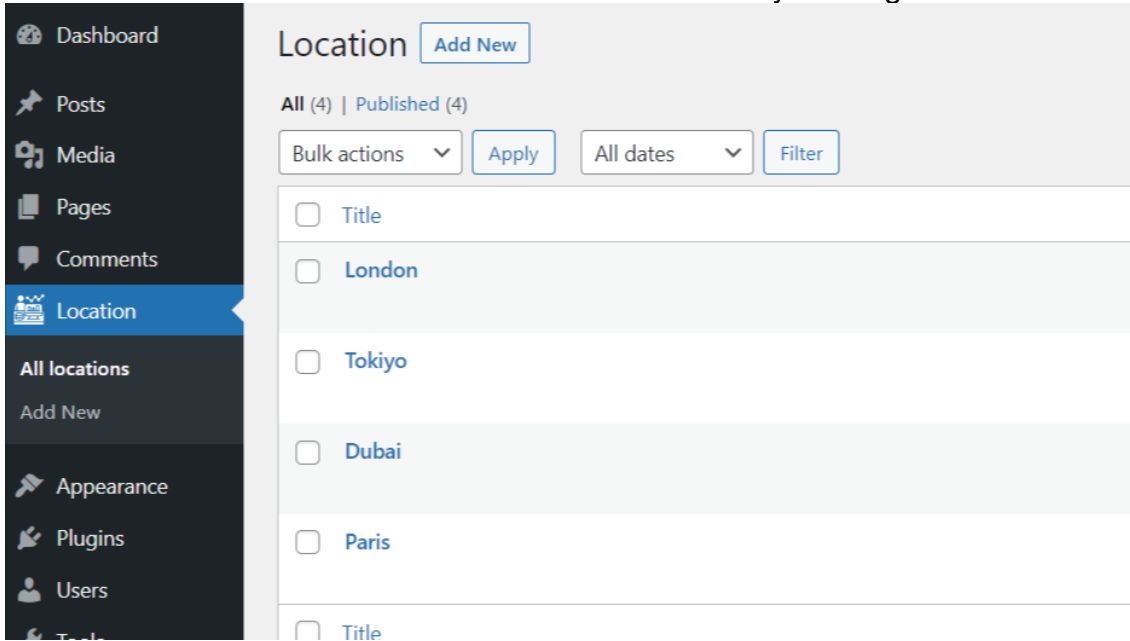 Dashboard
Posts
Media
Pages
Comments
Location
All locations
Add New
Appearance
Plugins
Users
Tools
Location Add New
All (4) | Published (4)
Bulk actions Apply All dates Filter
Title
London
Tokiyo
Dubai
Paris
Title